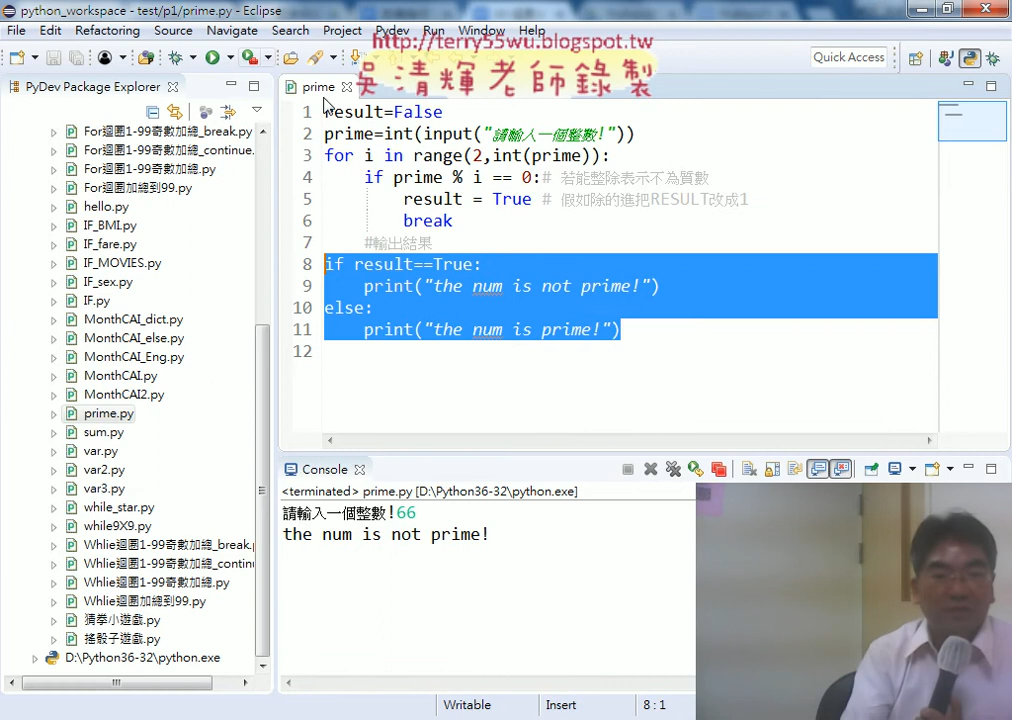 python_workspace - test/p1/prime.py - Eclipse
File Edit Refactoring Source Navigate Search Project Pydev Run Window Help
http://terry55wu.blogspot.tw
吳清輝老師錄製
Quick Access
PyDev Package Explorer
For迴圈1-99奇數加總_break.py
For迴圈1-99奇數加總_continue.
For迴圈1-99奇數加總.py
For迴圈加總到99.py
hello.py
IF_BMI.py
IF_fare.py
IF_MOVIES.py
IF_sex.py
IF.py
MonthCAI_dict.py
MonthCAI_else.py
MonthCAI_Eng.py
MonthCAI.py
MonthCAI2.py
prime.py
sum.py
var.py
var2.py
var3.py
while_star.py
while9X9.py
Whlie迴圈1-99奇數加總_break.p
Whlie迴圈1-99奇數加總_contin
Whlie迴圈1-99奇數加總.py
Whlie迴圈加總到99.py
猜拳小遊戲.py
搖骰子遊戲.py
D:\Python36-32\python.exe
prime
1 result=False
2 prime=int(input("請輸入一個整數!"))
3 for i in range(2,int(prime)):
4 if prime % i == 0:# 若能整除表示不為質數
5 result = True # 假如除的進把RESULT改成1
6 break
7 #輸出結果
8 if result==True:
9 print("the num is not prime!")
10 else:
11 print("the num is prime!")
12
Console
<terminated> prime.py [D:\Python36-32\python.exe]
請輸入一個整數!66
the num is not prime!
Writable Insert 8 : 1